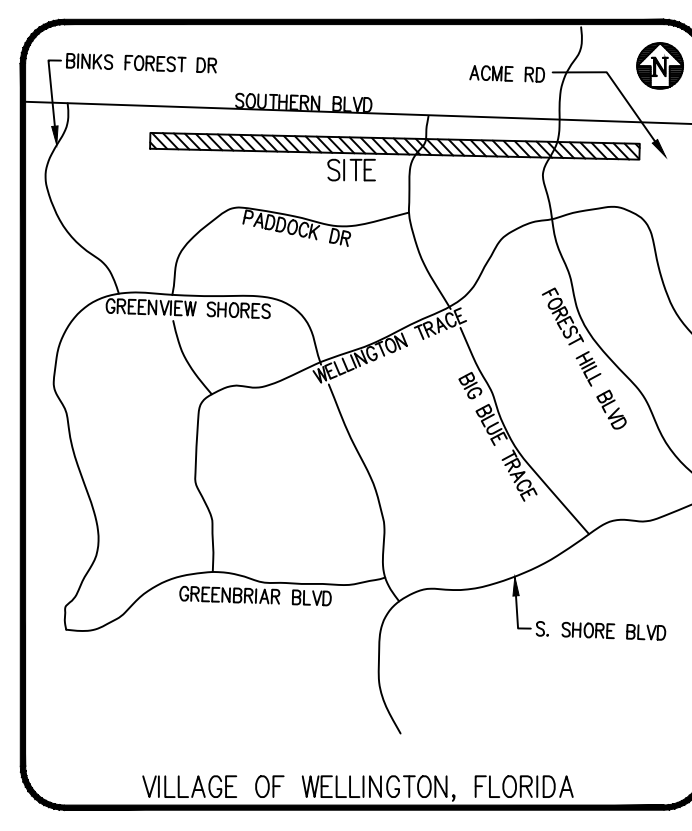 BINKS FOREST DR
N
ACME RD
SOUTHERN BLVD
SITE
PADDOCK DR
GREENVIEW SHORES
WELLINGTON TRACE
FOREST HILL BLVD
BIG BLUE TRACE
GREENBRIAR BLVD
S. SHORE BLVD
VILLAGE OF WELLINGTON, FLORIDA